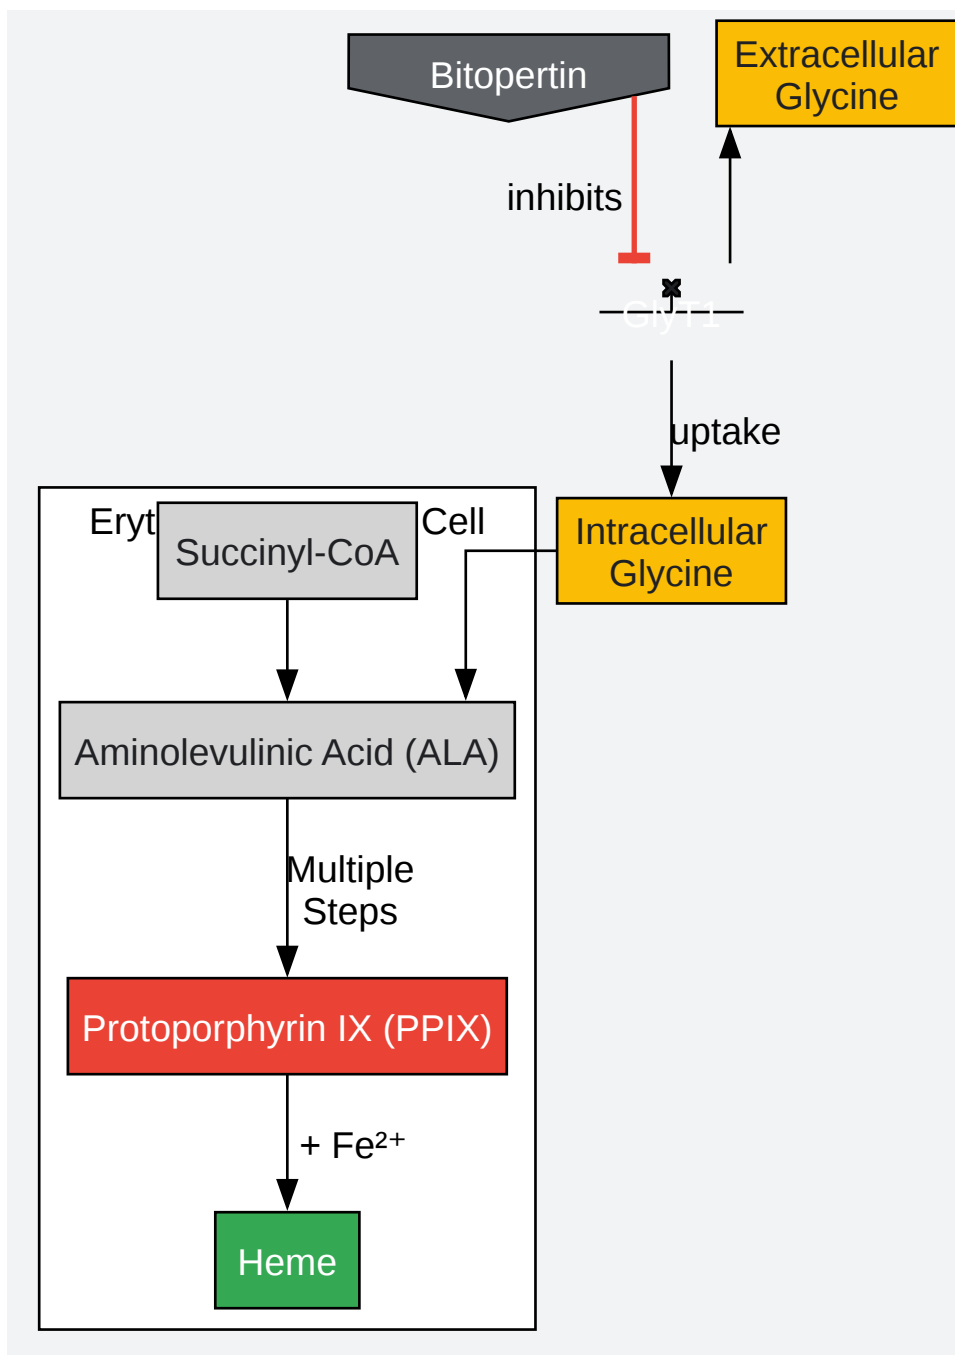 Bitopertin
Extracellular
Glycine
inhibits
GlyT1
uptake
Eryt
Cell
Succinyl-CoA
Intracellular
Glycine
Aminolevulinic Acid (ALA)
Multiple
Steps
Protoporphyrin IX (PPIX)
+ Fe²⁺
Heme